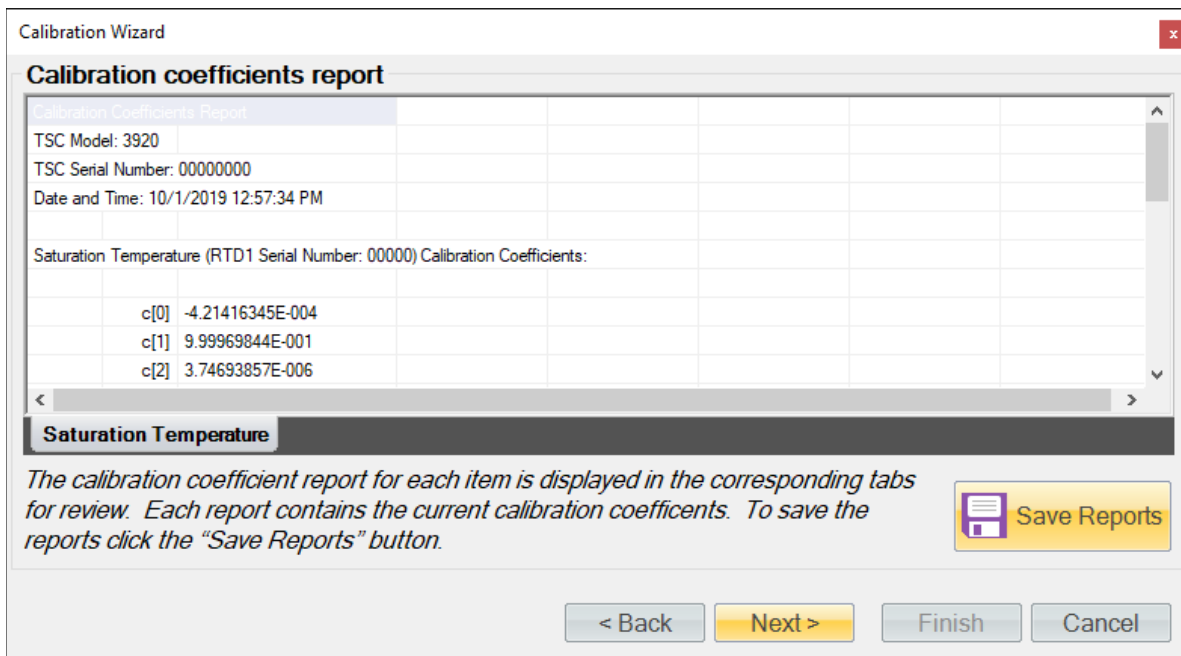 Calibration Wizard
x
Calibration coefficients report
Calibration Coefficients Report
TSC Model: 3920
TSC Serial Number: 00000000
Date and Time: 10/1/2019 12:57:34 PM
Saturation Temperature (RTD1 Serial Number: 00000) Calibration Coefficients:
c[0] -4.21416345E-004
c[1] 9.99969844E-001
c[2] 3.74693857E-006
Saturation Temperature
The calibration coefficient report for each item is displayed in the corresponding tabs
for review. Each report contains the current calibration coefficents. To save the
reports click the “Save Reports” button.
Save Reports
< Back Next > Finish Cancel